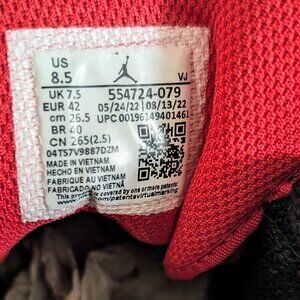 US
8.5
VJ
UK 7.5 554724-079
EUR 42 05/24/22 08/13/22
cm 26.5 UPC 00196149401461
BR 40
CN 265(2.5)
04TS7V9887DZM
MADE IN VIETNAM
HECHO EN VIETNAM
FABRIQUÉ AU VIETNAM
FABRICADO NO VIETNÃ